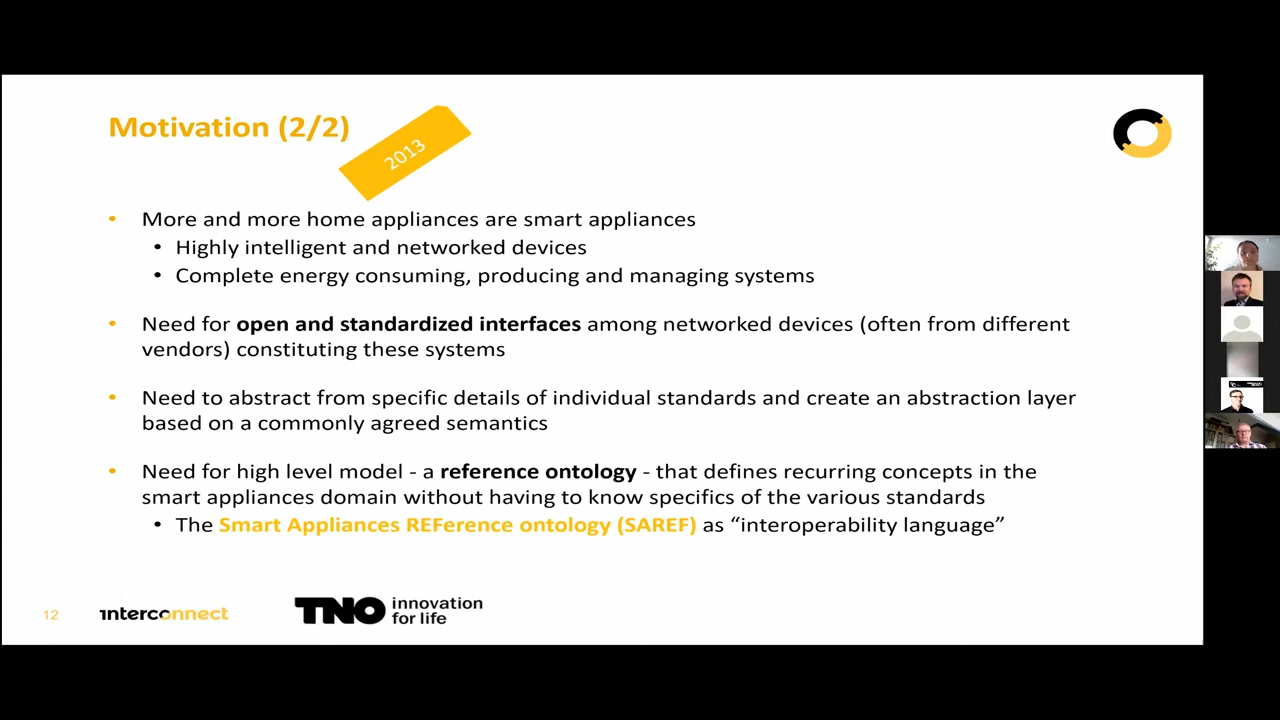 Motivation (2/2)
2013
• More and more home appliances are smart appliances
• Highly intelligent and networked devices
• Complete energy consuming, producing and managing systems
• Need for open and standardized interfaces among networked devices (often from different
vendors) constituting these systems
• Need to abstract from specific details of individual standards and create an abstraction layer
based on a commonly agreed semantics
• Need for high level model - a reference ontology - that defines recurring concepts in the
smart appliances domain without having to know specifics of the various standards
• The Smart Appliances REFerence ontology (SAREF) as “interoperability language”
12
interconnect
TNO innovation
for life